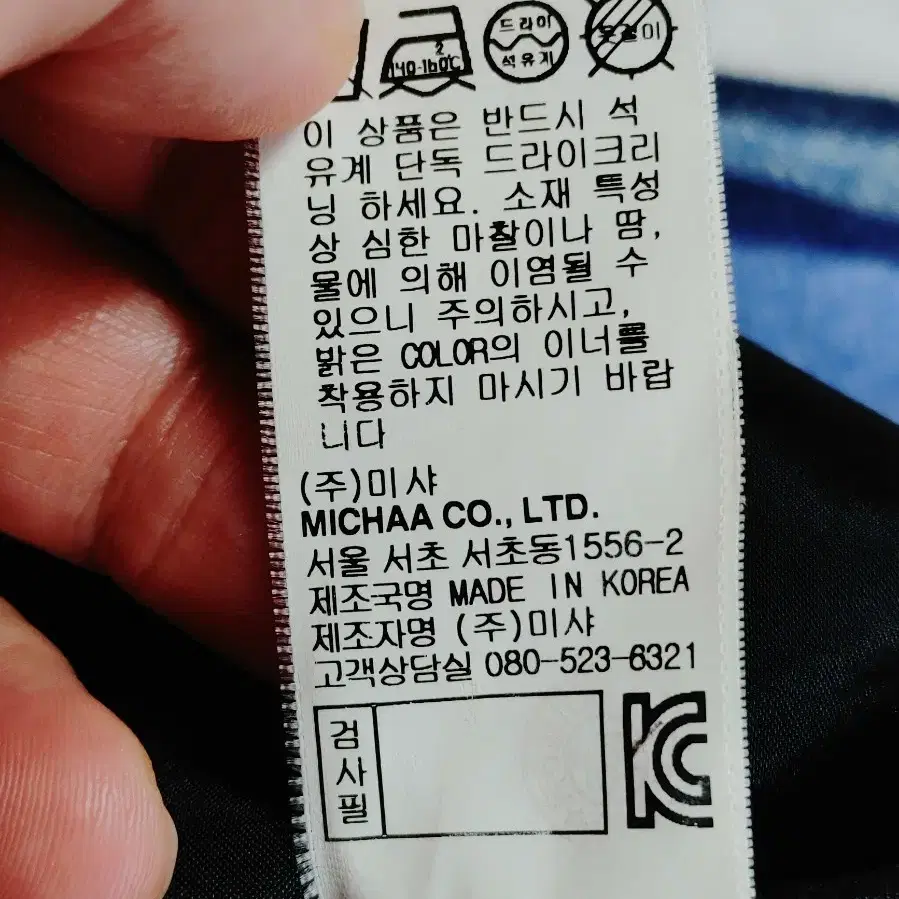 2
140-160℃
드라이
석유계
이 상품은 반드시 석
유계 단독 드라이크리
닝 하세요. 소재 특성
상 심한 마찰이나 땀,
물에 의해 이염될 수
있으니 주의하시고,
밝은 COLOR의 이너를
착용하지 마시기 바랍
니다
(주)미샤
MICHAA CO., LTD.
서울 서초 서초동1556-2
제조국명 MADE IN KOREA
제조자명 (주)미샤
고객상담실 080-523-6321
검
사
필
KC